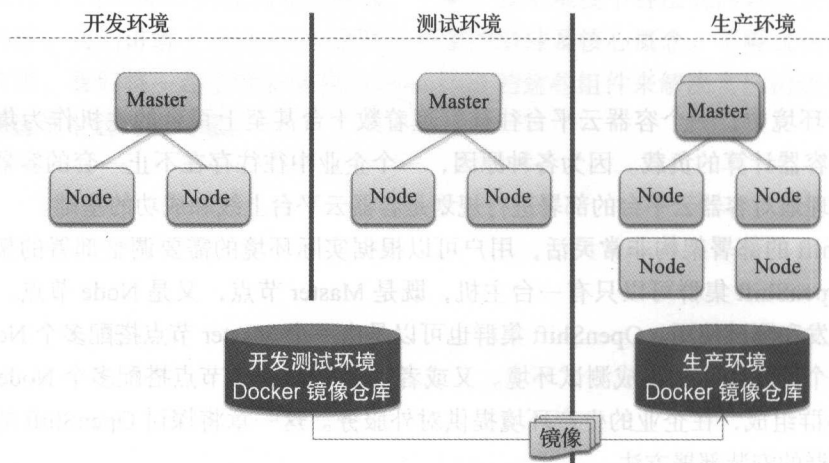 开发环境 测试环境 生产环境
Master Master Master
Node Node Node Node Node Node
Node Node
开发测试环境 生产环境
Docker 镜像仓库 Docker 镜像仓库
镜像